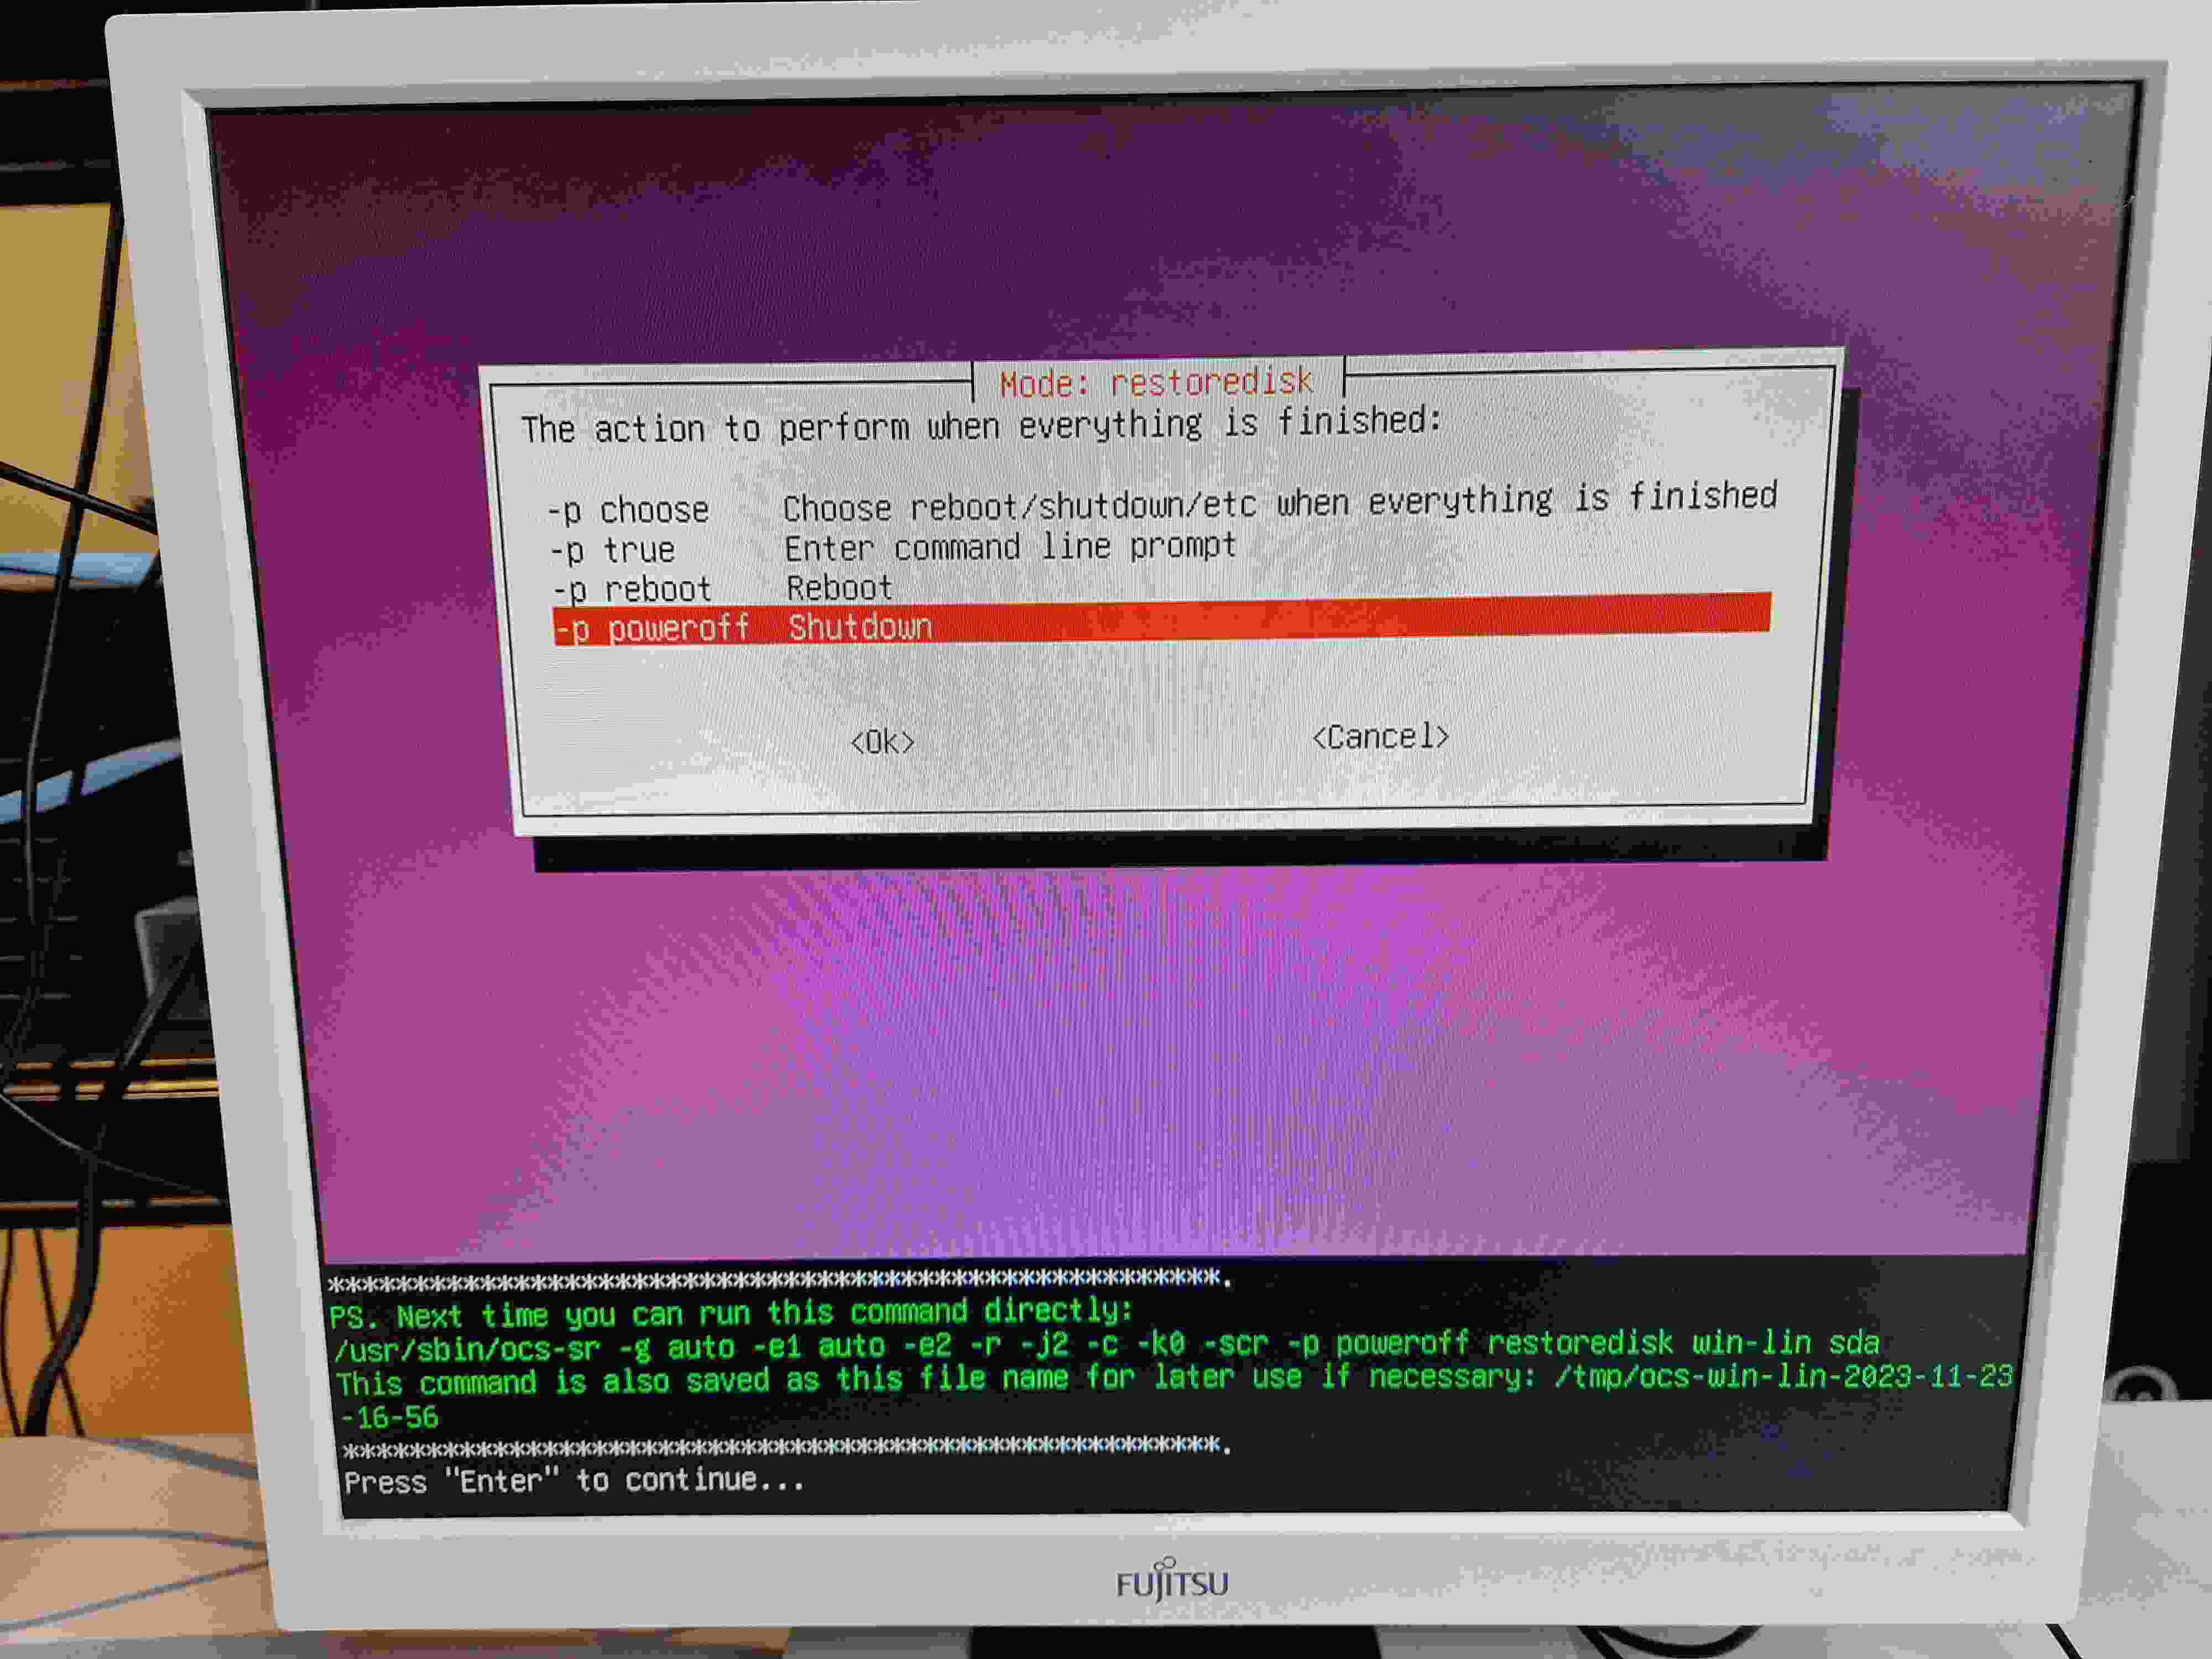 Mode: restoredisk
The action to perform when everything is finished:
-p choose Choose reboot/shutdown/etc when everything is finished
-p true Enter command line prompt
-p reboot Reboot
-p poweroff Shutdown
<Ok> <Cancel>
**********************************************************.
PS. Next time you can run this command directly:
/usr/sbin/ocs-sr -g auto -e1 auto -e2 -r -j2 -c -k0 -scr -p poweroff restoredisk win-lin sda
This command is also saved as this file name for later use if necessary: /tmp/ocs-win-lin-2023-11-23
-16-56
**********************************************************.
Press "Enter" to continue...
FUJITSU